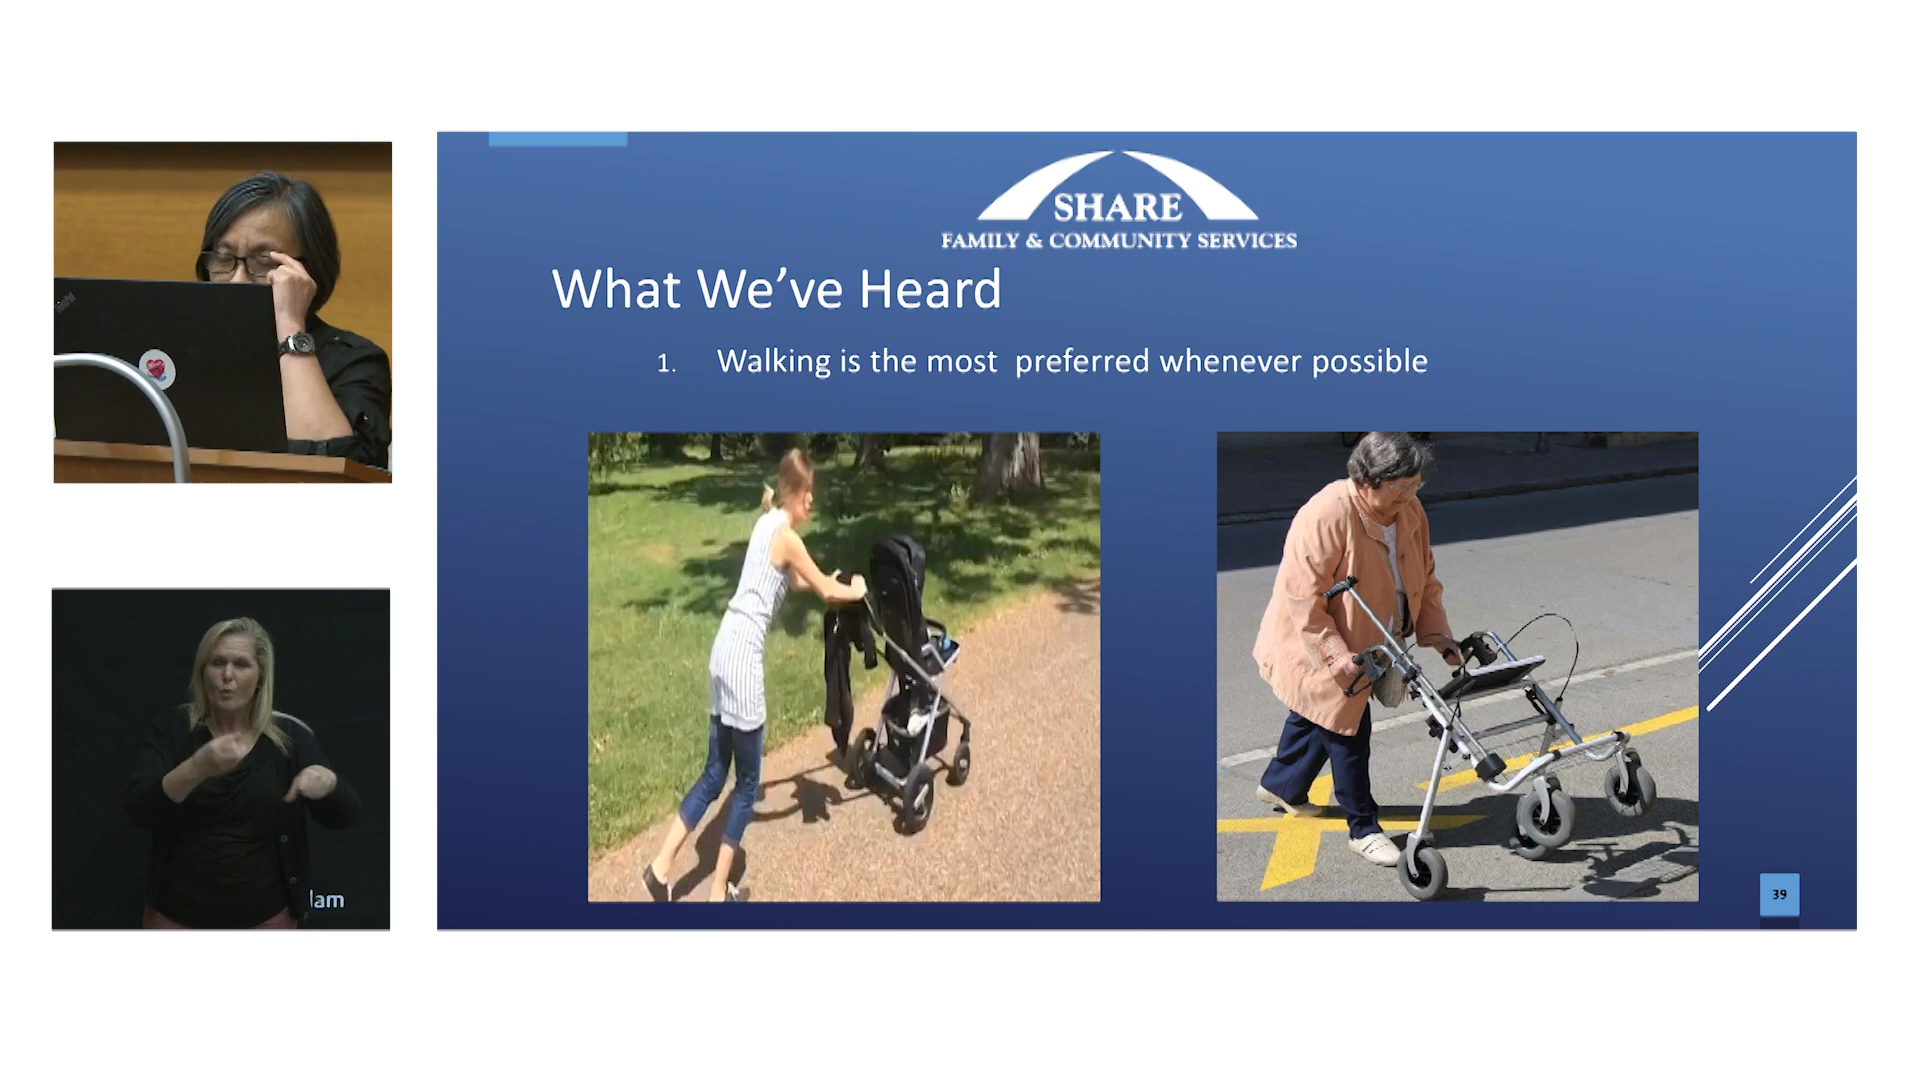 SHARE
FAMILY & COMMUNITY SERVICES
What We’ve Heard
1. Walking is the most  preferred whenever possible
39
lam